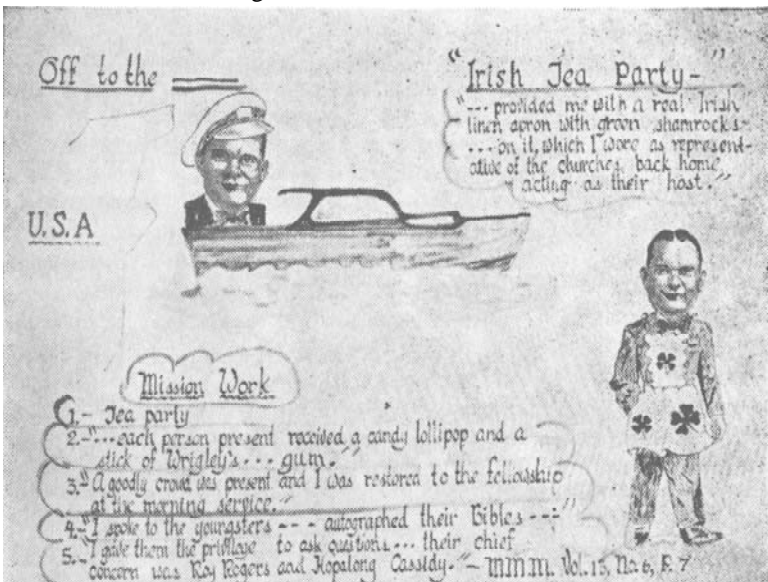 Off to the
U.S.A
"Irish Tea Party-"
"--- provided me with a real Irish
linen apron with green shamrocks-
--- on it, which I wore as represent-
ative of the churches back home
acting as their host."
Mission Work
1.- Tea party
2.-"...each person present received a candy lollipop and a
stick of Wrigley's... gum."
3."A goodly crowd was present and I was restored to the fellowship
at the morning service."
4.-"I spoke to the youngsters --- autographed their Bibles --"
5.-"I gave them the privilege to ask questions... their chief
concern was Roy Rogers and Hopalong Cassidy."- M.M.M. Vol. 13, No. 6, P. 7